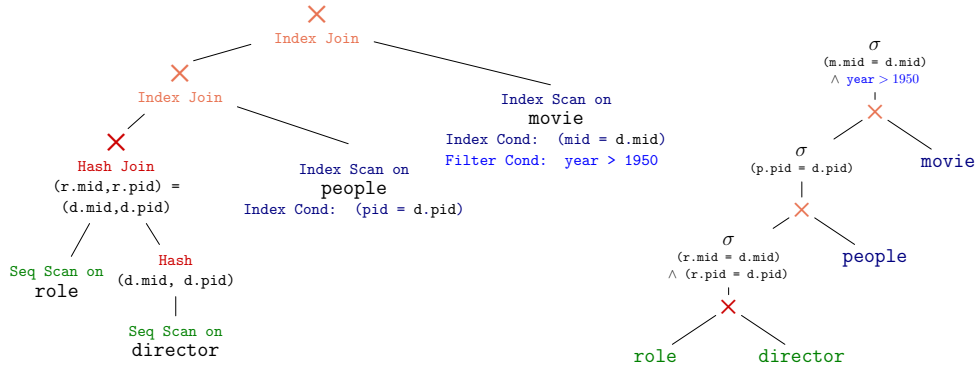 Index Join
Index Join
Hash Join
(r.mid,r.pid) =
(d.mid,d.pid)
Seq Scan on
role
Hash
(d.mid, d.pid)
Seq Scan on
director
Index Scan on
people
Index Cond: (pid = d.pid)
Index Scan on
movie
Index Cond: (mid = d.mid)
Filter Cond: year > 1950
σ
(m.mid = d.mid)
∧ year > 1950
movie
σ
(p.pid = d.pid)
people
σ
(r.mid = d.mid)
∧ (r.pid = d.pid)
role
director